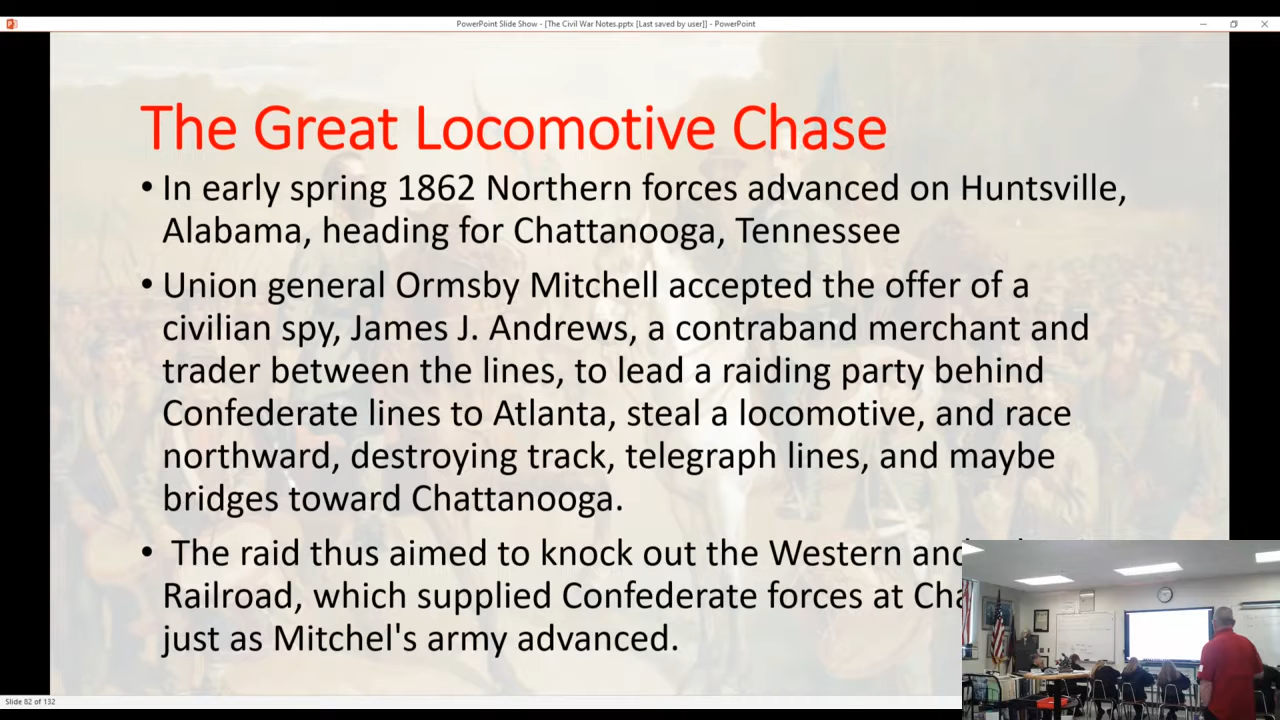 PowerPoint Slide Show - [The Civil War Notes.pptx [Last saved by user]] - PowerPoint
The Great Locomotive Chase
• In early spring 1862 Northern forces advanced on Huntsville,
Alabama, heading for Chattanooga, Tennessee
• Union general Ormsby Mitchell accepted the offer of a
civilian spy, James J. Andrews, a contraband merchant and
trader between the lines, to lead a raiding party behind
Confederate lines to Atlanta, steal a locomotive, and race
northward, destroying track, telegraph lines, and maybe
bridges toward Chattanooga.
• The raid thus aimed to knock out the Western and
Railroad, which supplied Confederate forces at
just as Mitchel's army advanced.
Slide 82 of 132